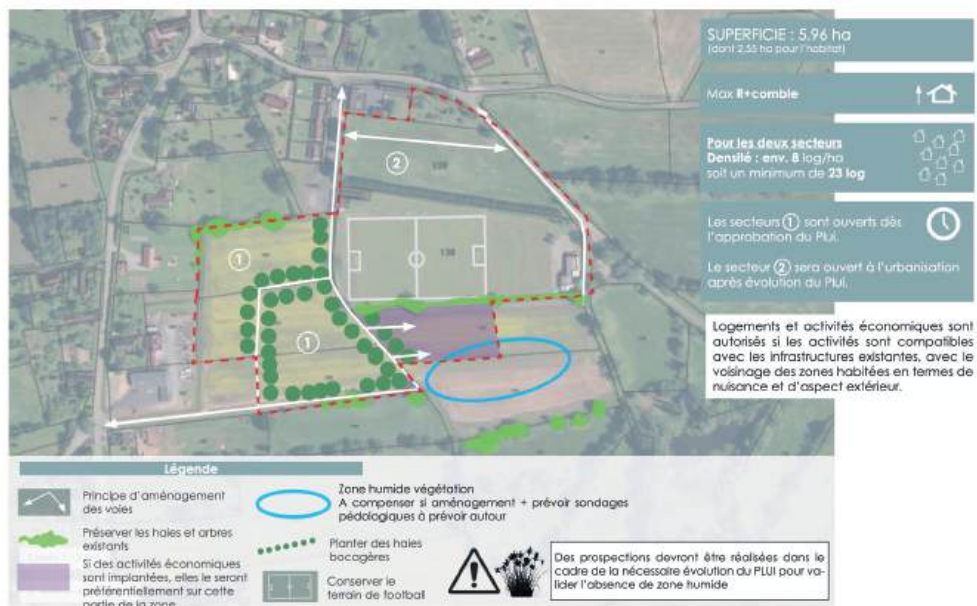 SUPERFICIE : 5.96 ha
(dont 2,55 ha pour l'habitat)
Max R+comble
Pour les deux secteurs
Densité : env. 8 log/ha
soit un minimum de 23 log
Les secteurs 1 sont ouverts dès
l'approbation du Plui.
Le secteur 2 sera ouvert à l'urbanisation
après évolution du Plui.
Logements et activités économiques sont
autorisés si les activités sont compatibles
avec les infrastructures existantes, avec le
voisinage des zones habitées en termes de
nuisance et d'aspect extérieur.
2
138
138
1
1
Légende
Principe d'aménagement
des voies
Préserver les haies et arbres
existants
Si des activités économiques
sont implantées, elles le seront
préférentiellement sur cette
partie de la zone
Zone humide végétation
A compenser si aménagement + prévoir sondages
pédologiques à prévoir autour
Planter des haies
bocagères
Conserver le
terrain de football
Des prospections devront être réalisées dans le
cadre de la nécessaire évolution du PLUI pour va-
lider l'absence de zone humide